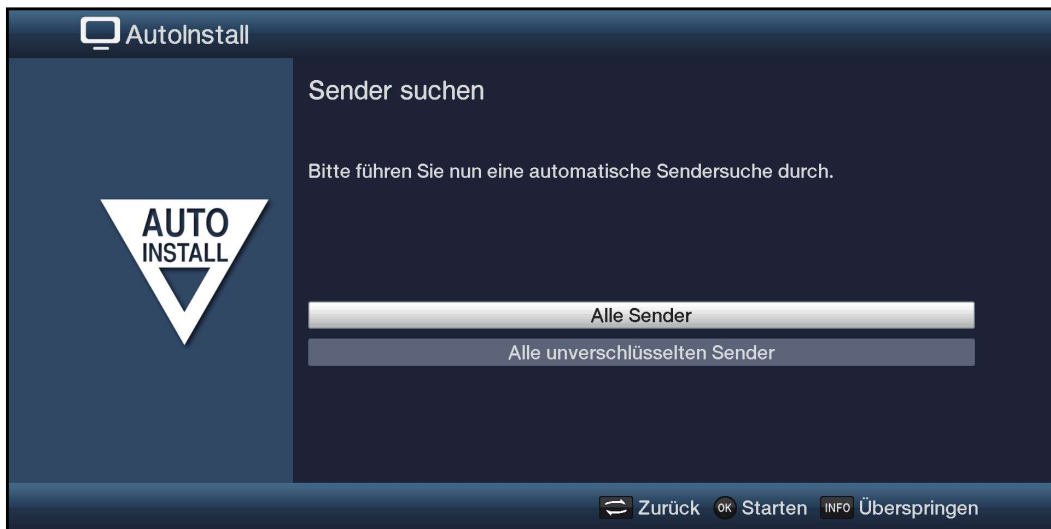 AutoInstall
Sender suchen
Bitte führen Sie nun eine automatische Sendersuche durch.
AUTO
INSTALL
Alle Sender
Alle unverschlüsselten Sender
Zurück OK Starten INFO Überspringen